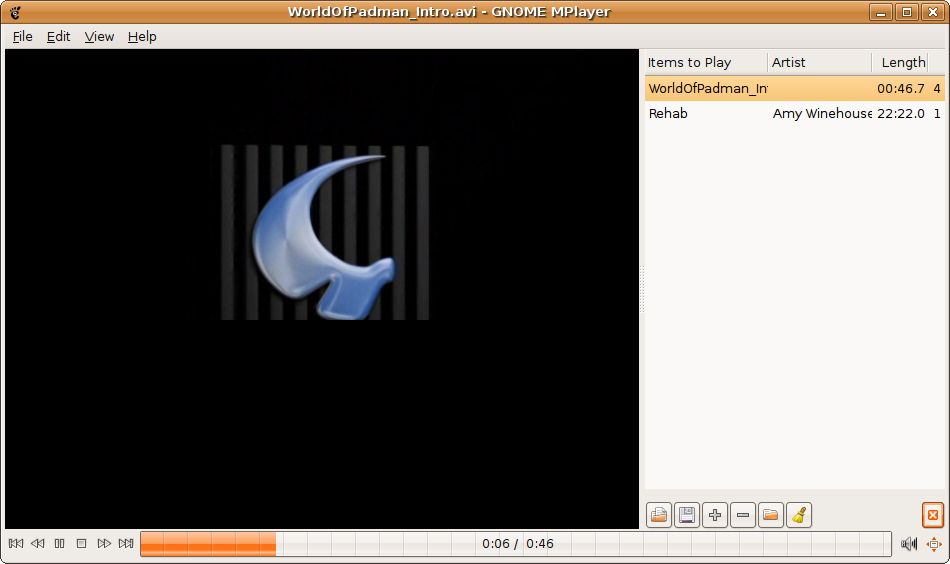 WorldOfPadman_Intro.avi - GNOME MPlayer
File Edit View Help
Items to Play Artist Length
WorldOfPadman_In 00:46.7 4
Rehab Amy Winehouse 22:22.0 1
0:06 / 0:46